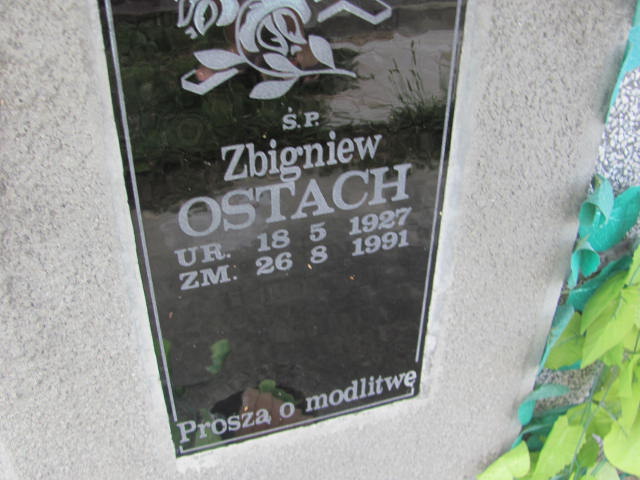 Ś.P.
Zbigniew
OSTACH
UR. 18 5 1927
ZM. 26 8 1991
Proszą o modlitwę